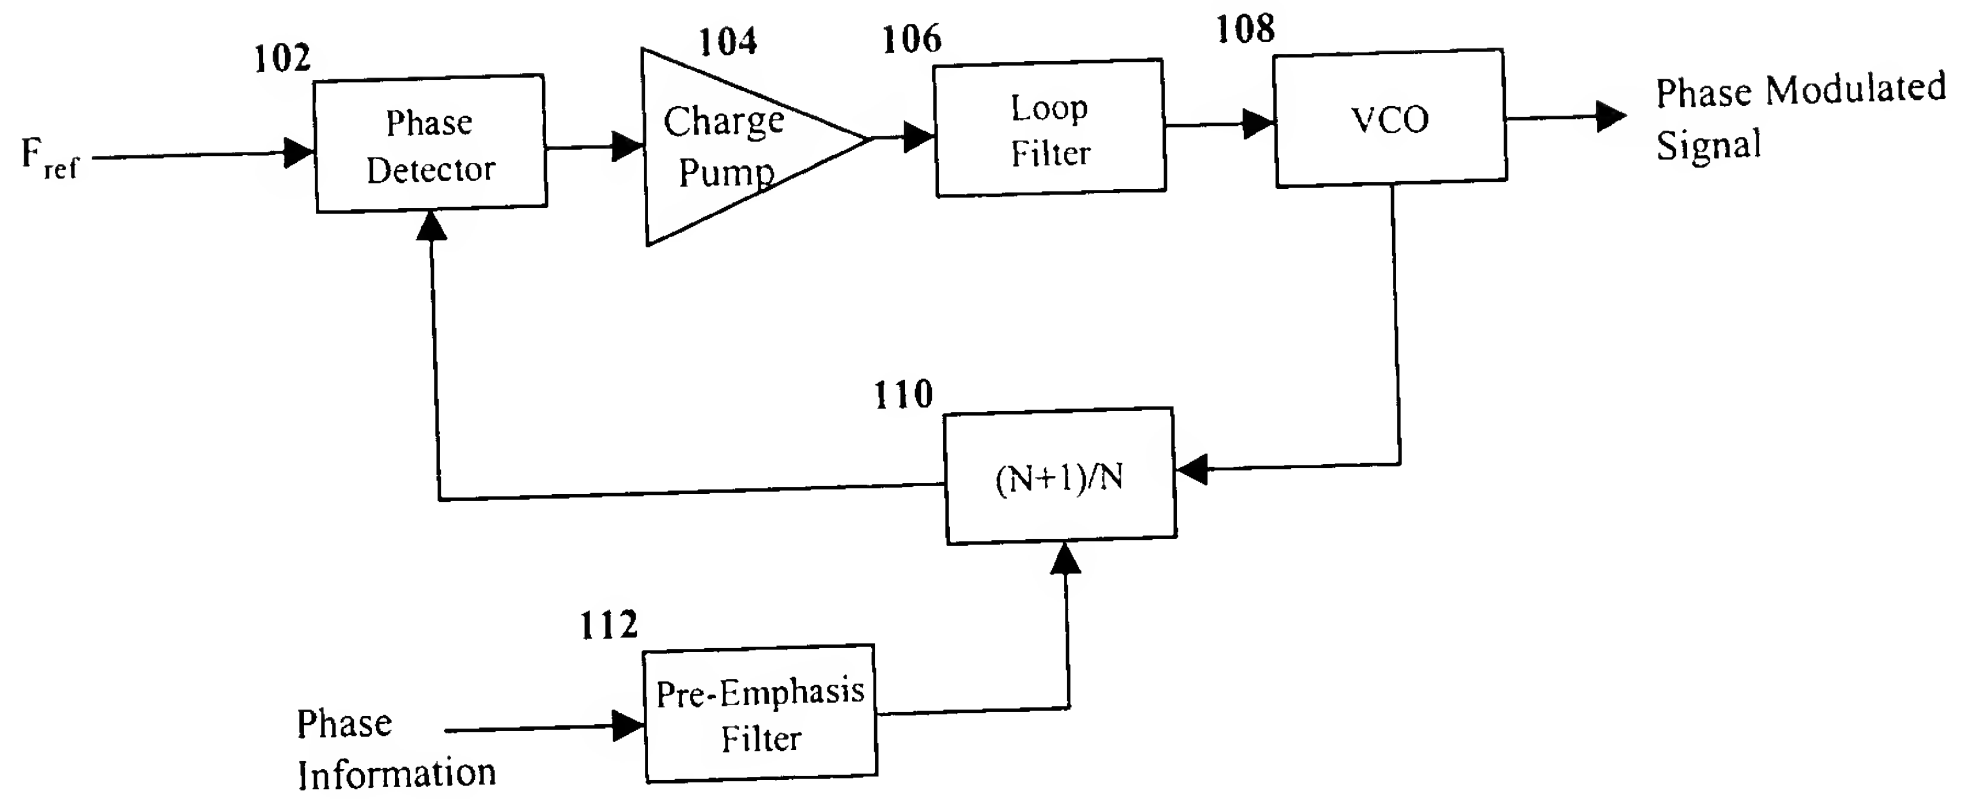 102
104
106
108
F_ref
Phase
Detector
Charge
Pump
Loop
Filter
VCO
Phase Modulated
Signal
110
(N+1)/N
112
Pre-Emphasis
Filter
Phase
Information